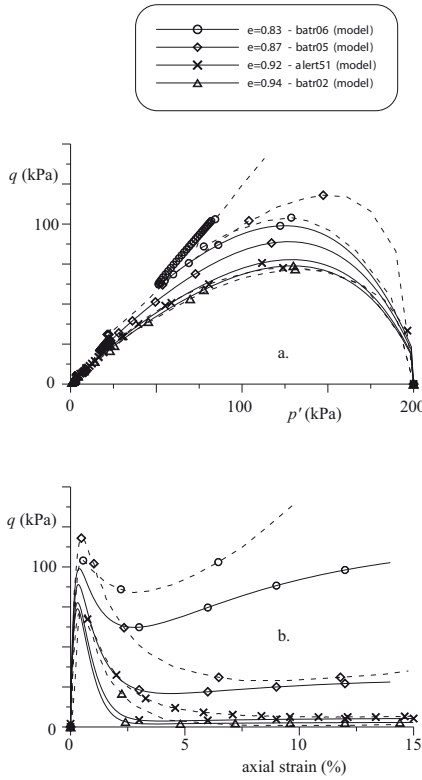 e=0.83 - batr06 (model)
e=0.87 - batr05 (model)
e=0.92 - alert51 (model)
e=0.94 - batr02 (model)
q (kPa)
100
0
a.
0
100
200
p' (kPa)
q (kPa)
100
0
b.
0
5
10
15
axial strain (%)